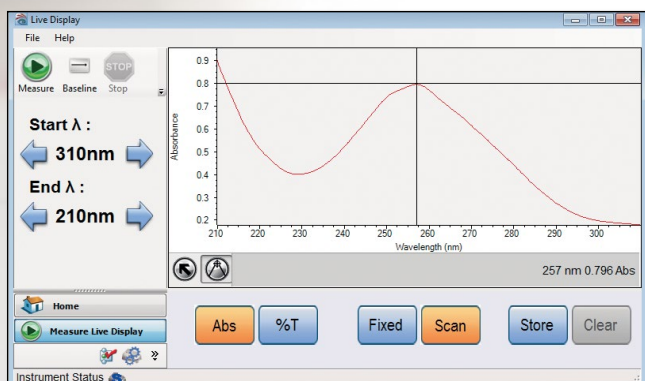 Live Display
File Help
Measure Baseline STOP Stop
Start λ :
310nm
End λ :
210nm
Absorbance
0.9
0.8
0.7
0.6
0.5
0.4
0.3
0.2
210 220 230 240 250 260 270 280 290 300
Wavelength (nm)
257 nm 0.796 Abs
Home
Measure Live Display
Abs %T Fixed Scan Store Clear
Instrument Status